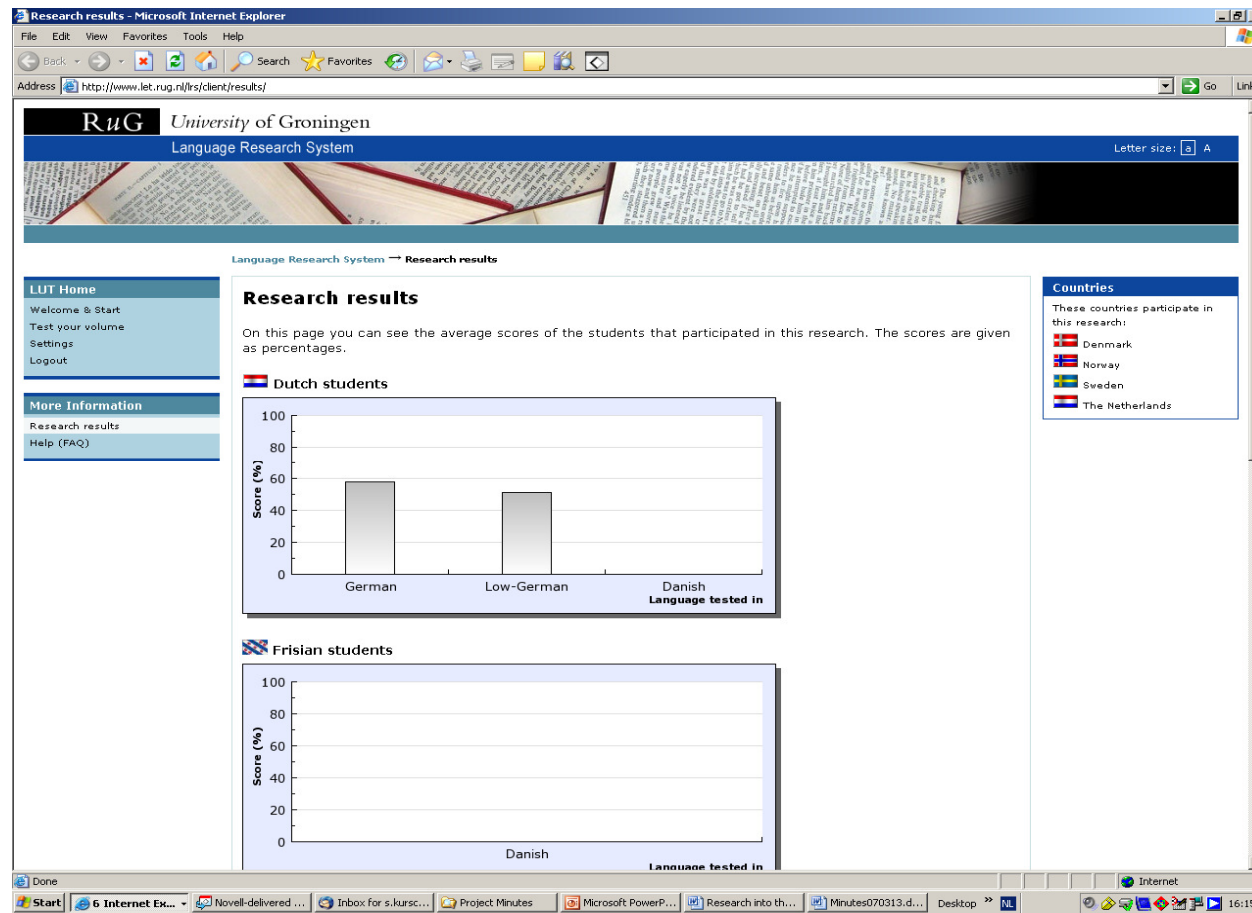 Research results - Microsoft Internet Explorer
File Edit View Favorites Tools Help
Back Search Favorites
Address http://www.let.rug.nl/lrs/client/results/ Go
RuG University of Groningen
Language Research System Letter size: a A
Language Research System → Research results
LUT Home
Welcome & Start
Test your volume
Settings
Logout
More Information
Research results
Help (FAQ)
Research results
On this page you can see the average scores of the students that participated in this research. The scores are given
as percentages.
Dutch students
100
80
60
40
20
0
Score (%)
German Low-German Danish
Language tested in
Frisian students
100
80
60
40
20
0
Score (%)
Danish
Language tested in
Countries
These countries participate in
this research:
Denmark
Norway
Sweden
The Netherlands
Done Internet
Start 6 Internet Ex... Novell-delivered ... Inbox for s.kursc... Project Minutes Microsoft PowerP... Research into th... Minutes070313.d... Desktop » NL